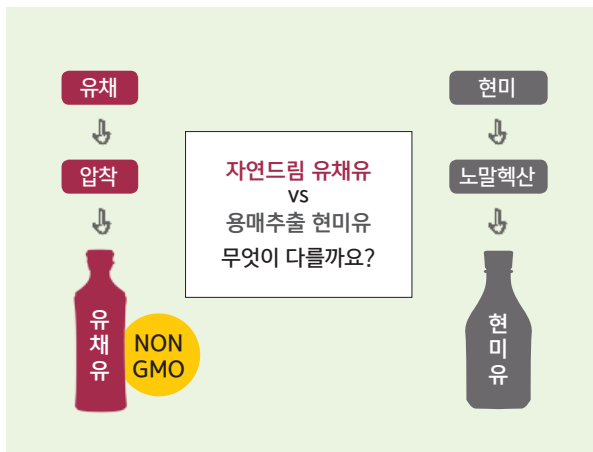 유채
압착
유채유
NON
GMO
자연드림 유채유
vs
용매추출 현미유
무엇이 다를까요?
현미
노말헥산
현미유